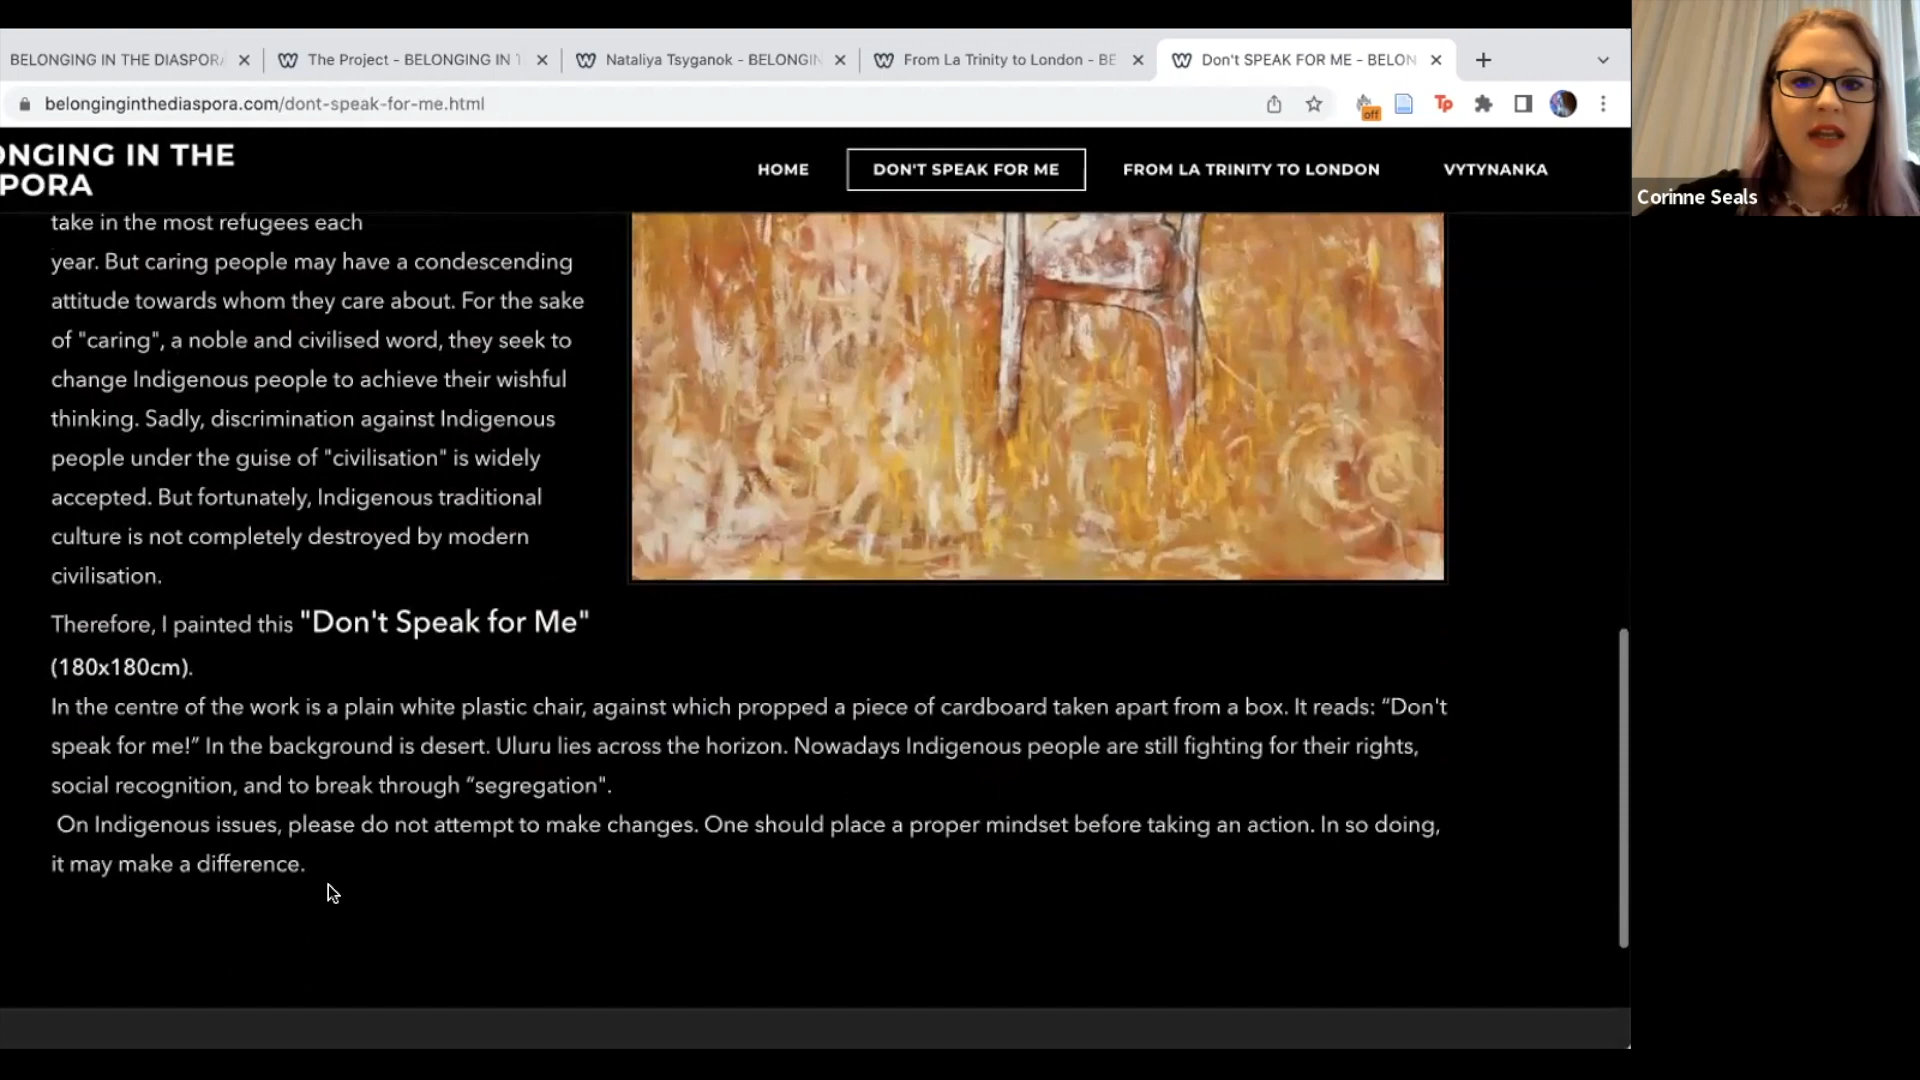 BELONGING IN THE DIASPORA
The Project - BELONGING IN T
Nataliya Tsyganok - BELONGIN
From La Trinity to London - BE
Don't SPEAK FOR ME - BELON
belonginginthediaspora.com/dont-speak-for-me.html
off
Tp
Corinne Seals
ONGING IN THE
SPORA
HOME
DON'T SPEAK FOR ME
FROM LA TRINITY TO LONDON
VYTYNANKA
take in the most refugees each
year. But caring people may have a condescending
attitude towards whom they care about. For the sake
of "caring", a noble and civilised word, they seek to
change Indigenous people to achieve their wishful
thinking. Sadly, discrimination against Indigenous
people under the guise of "civilisation" is widely
accepted. But fortunately, Indigenous traditional
culture is not completely destroyed by modern
civilisation.
Therefore, I painted this "Don't Speak for Me"
(180x180cm).
In the centre of the work is a plain white plastic chair, against which propped a piece of cardboard taken apart from a box. It reads: “Don't
speak for me!” In the background is desert. Uluru lies across the horizon. Nowadays Indigenous people are still fighting for their rights,
social recognition, and to break through “segregation".
On Indigenous issues, please do not attempt to make changes. One should place a proper mindset before taking an action. In so doing,
it may make a difference.